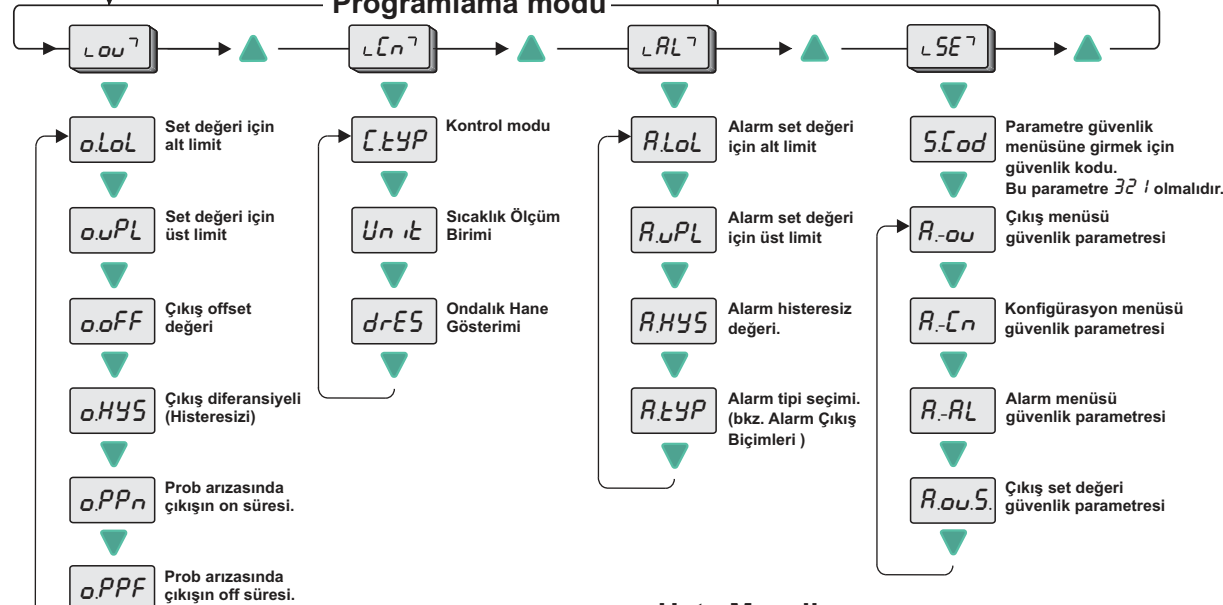 Programlama modu
┌ou┐
┌Cn┐
┌AL┐
┌SE┐
o.LoL
Set değeri için
alt limit
o.uPL
Set değeri için
üst limit
o.oFF
Çıkış offset
değeri
o.HYS
Çıkış diferansiyeli
(Histeresizi)
o.PPn
Prob arızasında
çıkışın on süresi.
o.PPF
Prob arızasında
çıkışın off süresi.
C.tYP
Kontrol modu
Unit
Sıcaklık Ölçüm
Birimi
drES
Ondalık Hane
Gösterimi
A.LoL
Alarm set değeri
için alt limit
A.uPL
Alarm set değeri
için üst limit
A.HYS
Alarm histeresiz
değeri.
A.tYP
Alarm tipi seçimi.
(bkz. Alarm Çıkış
Biçimleri )
S.Cod
Parametre güvenlik
menüsüne girmek için
güvenlik kodu.
Bu parametre 321 olmalıdır.
A.-ou
Çıkış menüsü
güvenlik parametresi
A.-Cn
Konfigürasyon menüsü
güvenlik parametresi
A.-AL
Alarm menüsü
güvenlik parametresi
A.ou.S.
Çıkış set değeri
güvenlik parametresi